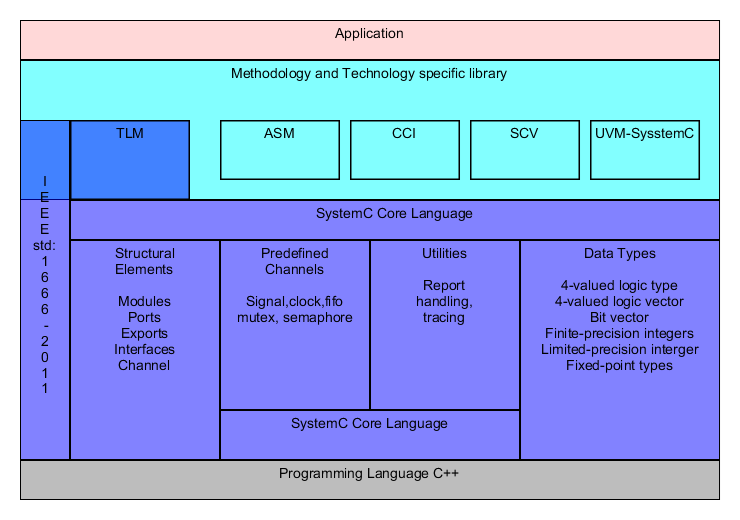 Application
Methodology and Technology specific library
TLM
ASM
CCI
SCV
UVM-SysstemC
I
E
E
E
std:
1
6
6
6
-
2
0
1
1
SystemC Core Language
Structural
Elements
Modules
Ports
Exports
Interfaces
Channel
Predefined
Channels
Signal,clock,fifo
mutex, semaphore
Utilities
Report
handling,
tracing
Data Types
4-valued logic type
4-valued logic vector
Bit vector
Finite-precision integers
Limited-precision interger
Fixed-point types
SystemC Core Language
Programming Language C++